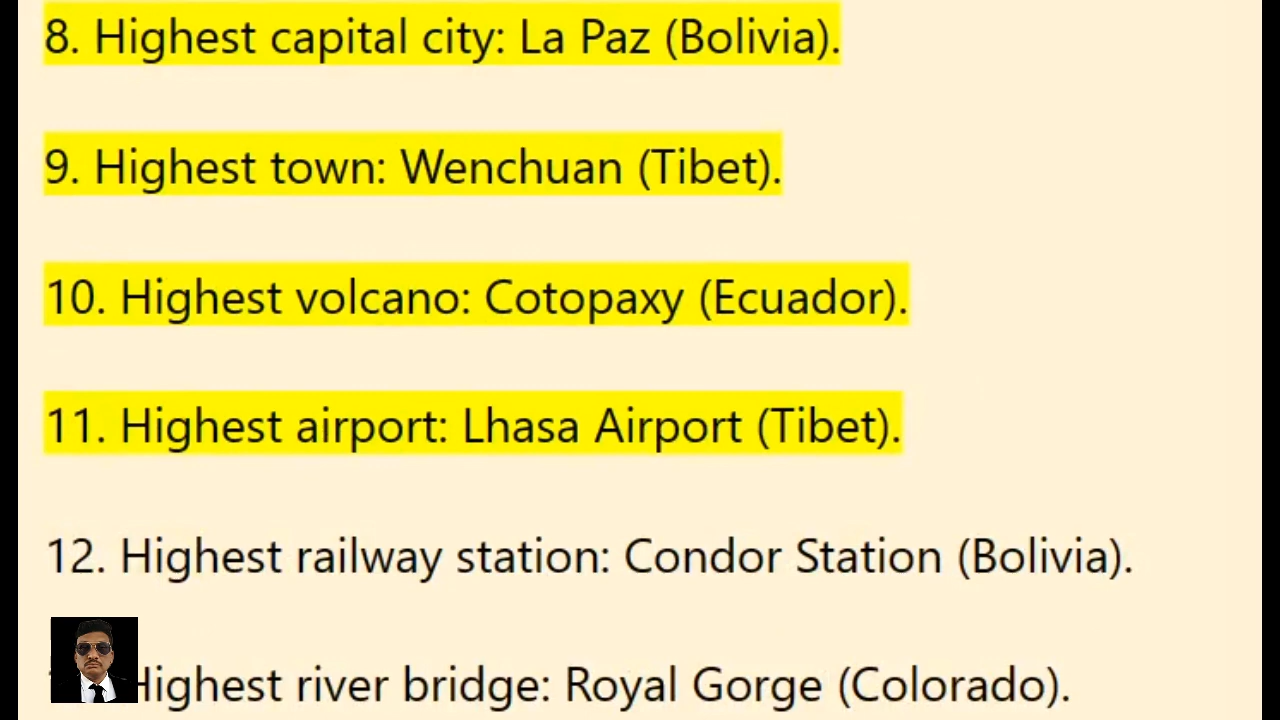 8. Highest capital city: La Paz (Bolivia).
9. Highest town: Wenchuan (Tibet).
10. Highest volcano: Cotopaxy (Ecuador).
11. Highest airport: Lhasa Airport (Tibet).
12. Highest railway station: Condor Station (Bolivia).
Highest river bridge: Royal Gorge (Colorado).